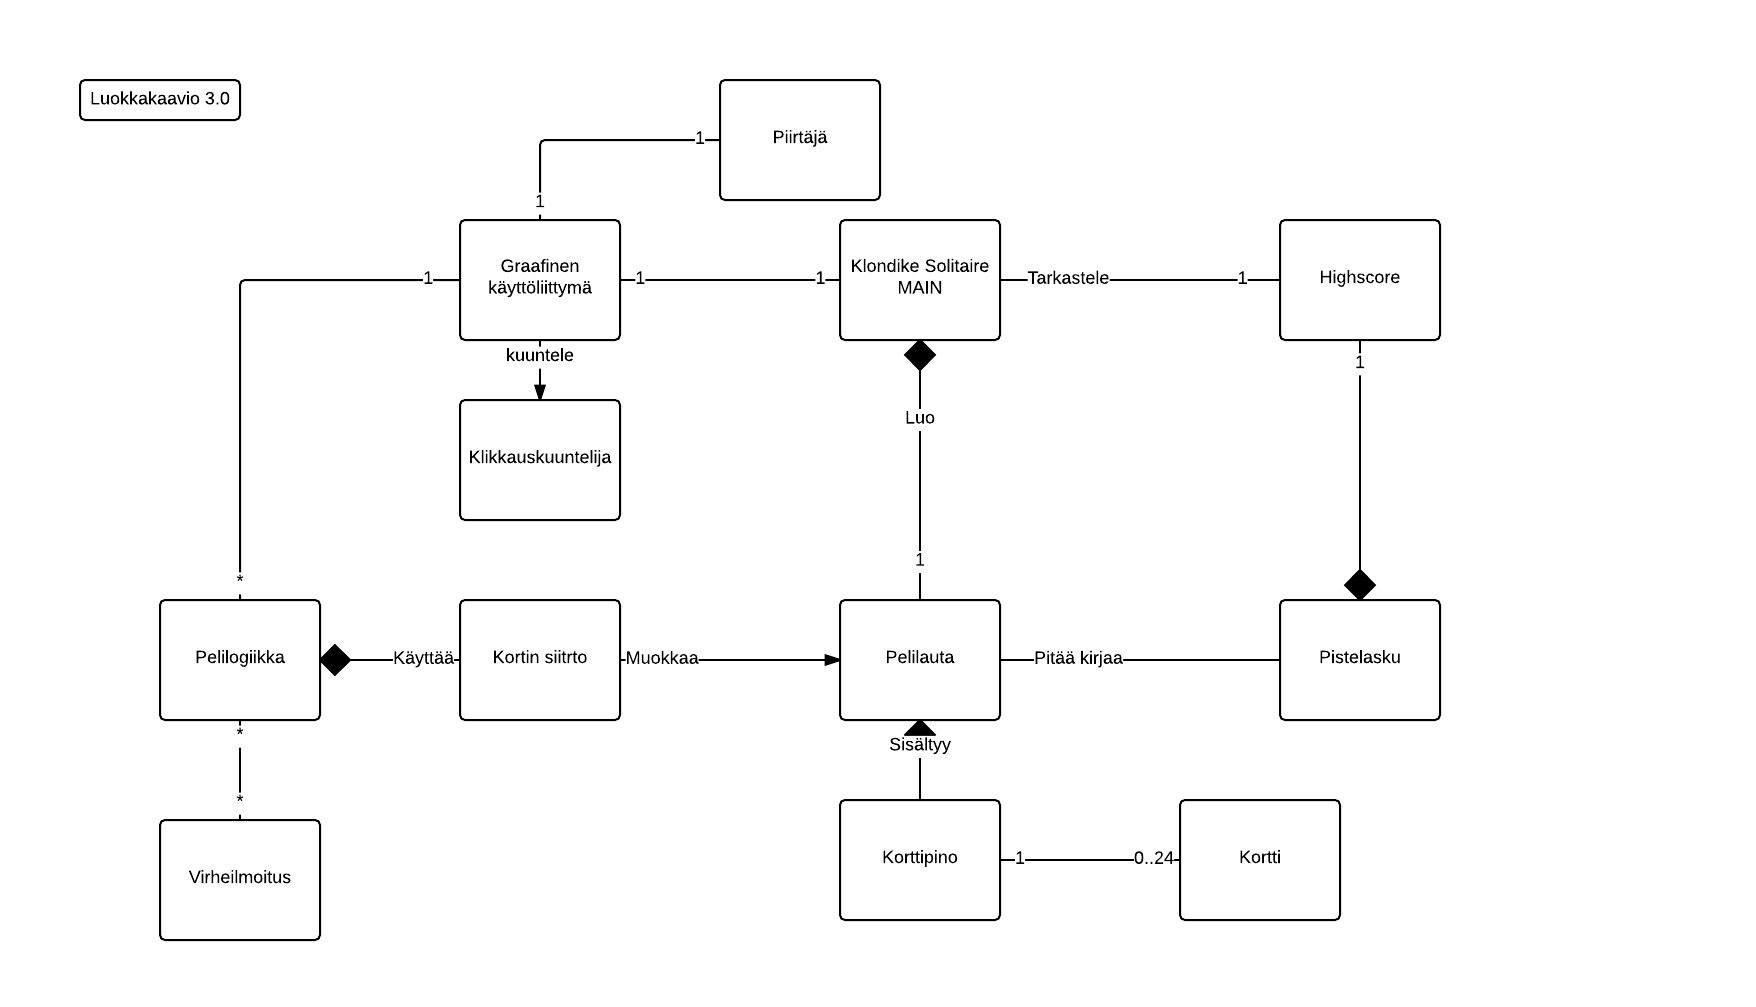 Luokkakaavio 3.0
Piirtäjä
1
1
Graafinen
käyttöliittymä
1
1
1
Klondike Solitaire
MAIN
Tarkastele
1
Highscore
kuuntele
1
Klikkauskuuntelija
Luo
1
*
Pelilogiikka
Käyttää
Kortin siitrto
Muokkaa
Pelilauta
Pitää kirjaa
Pistelasku
*
Sisältyy
*
Virheilmoitus
Korttipino
1
0..24
Kortti